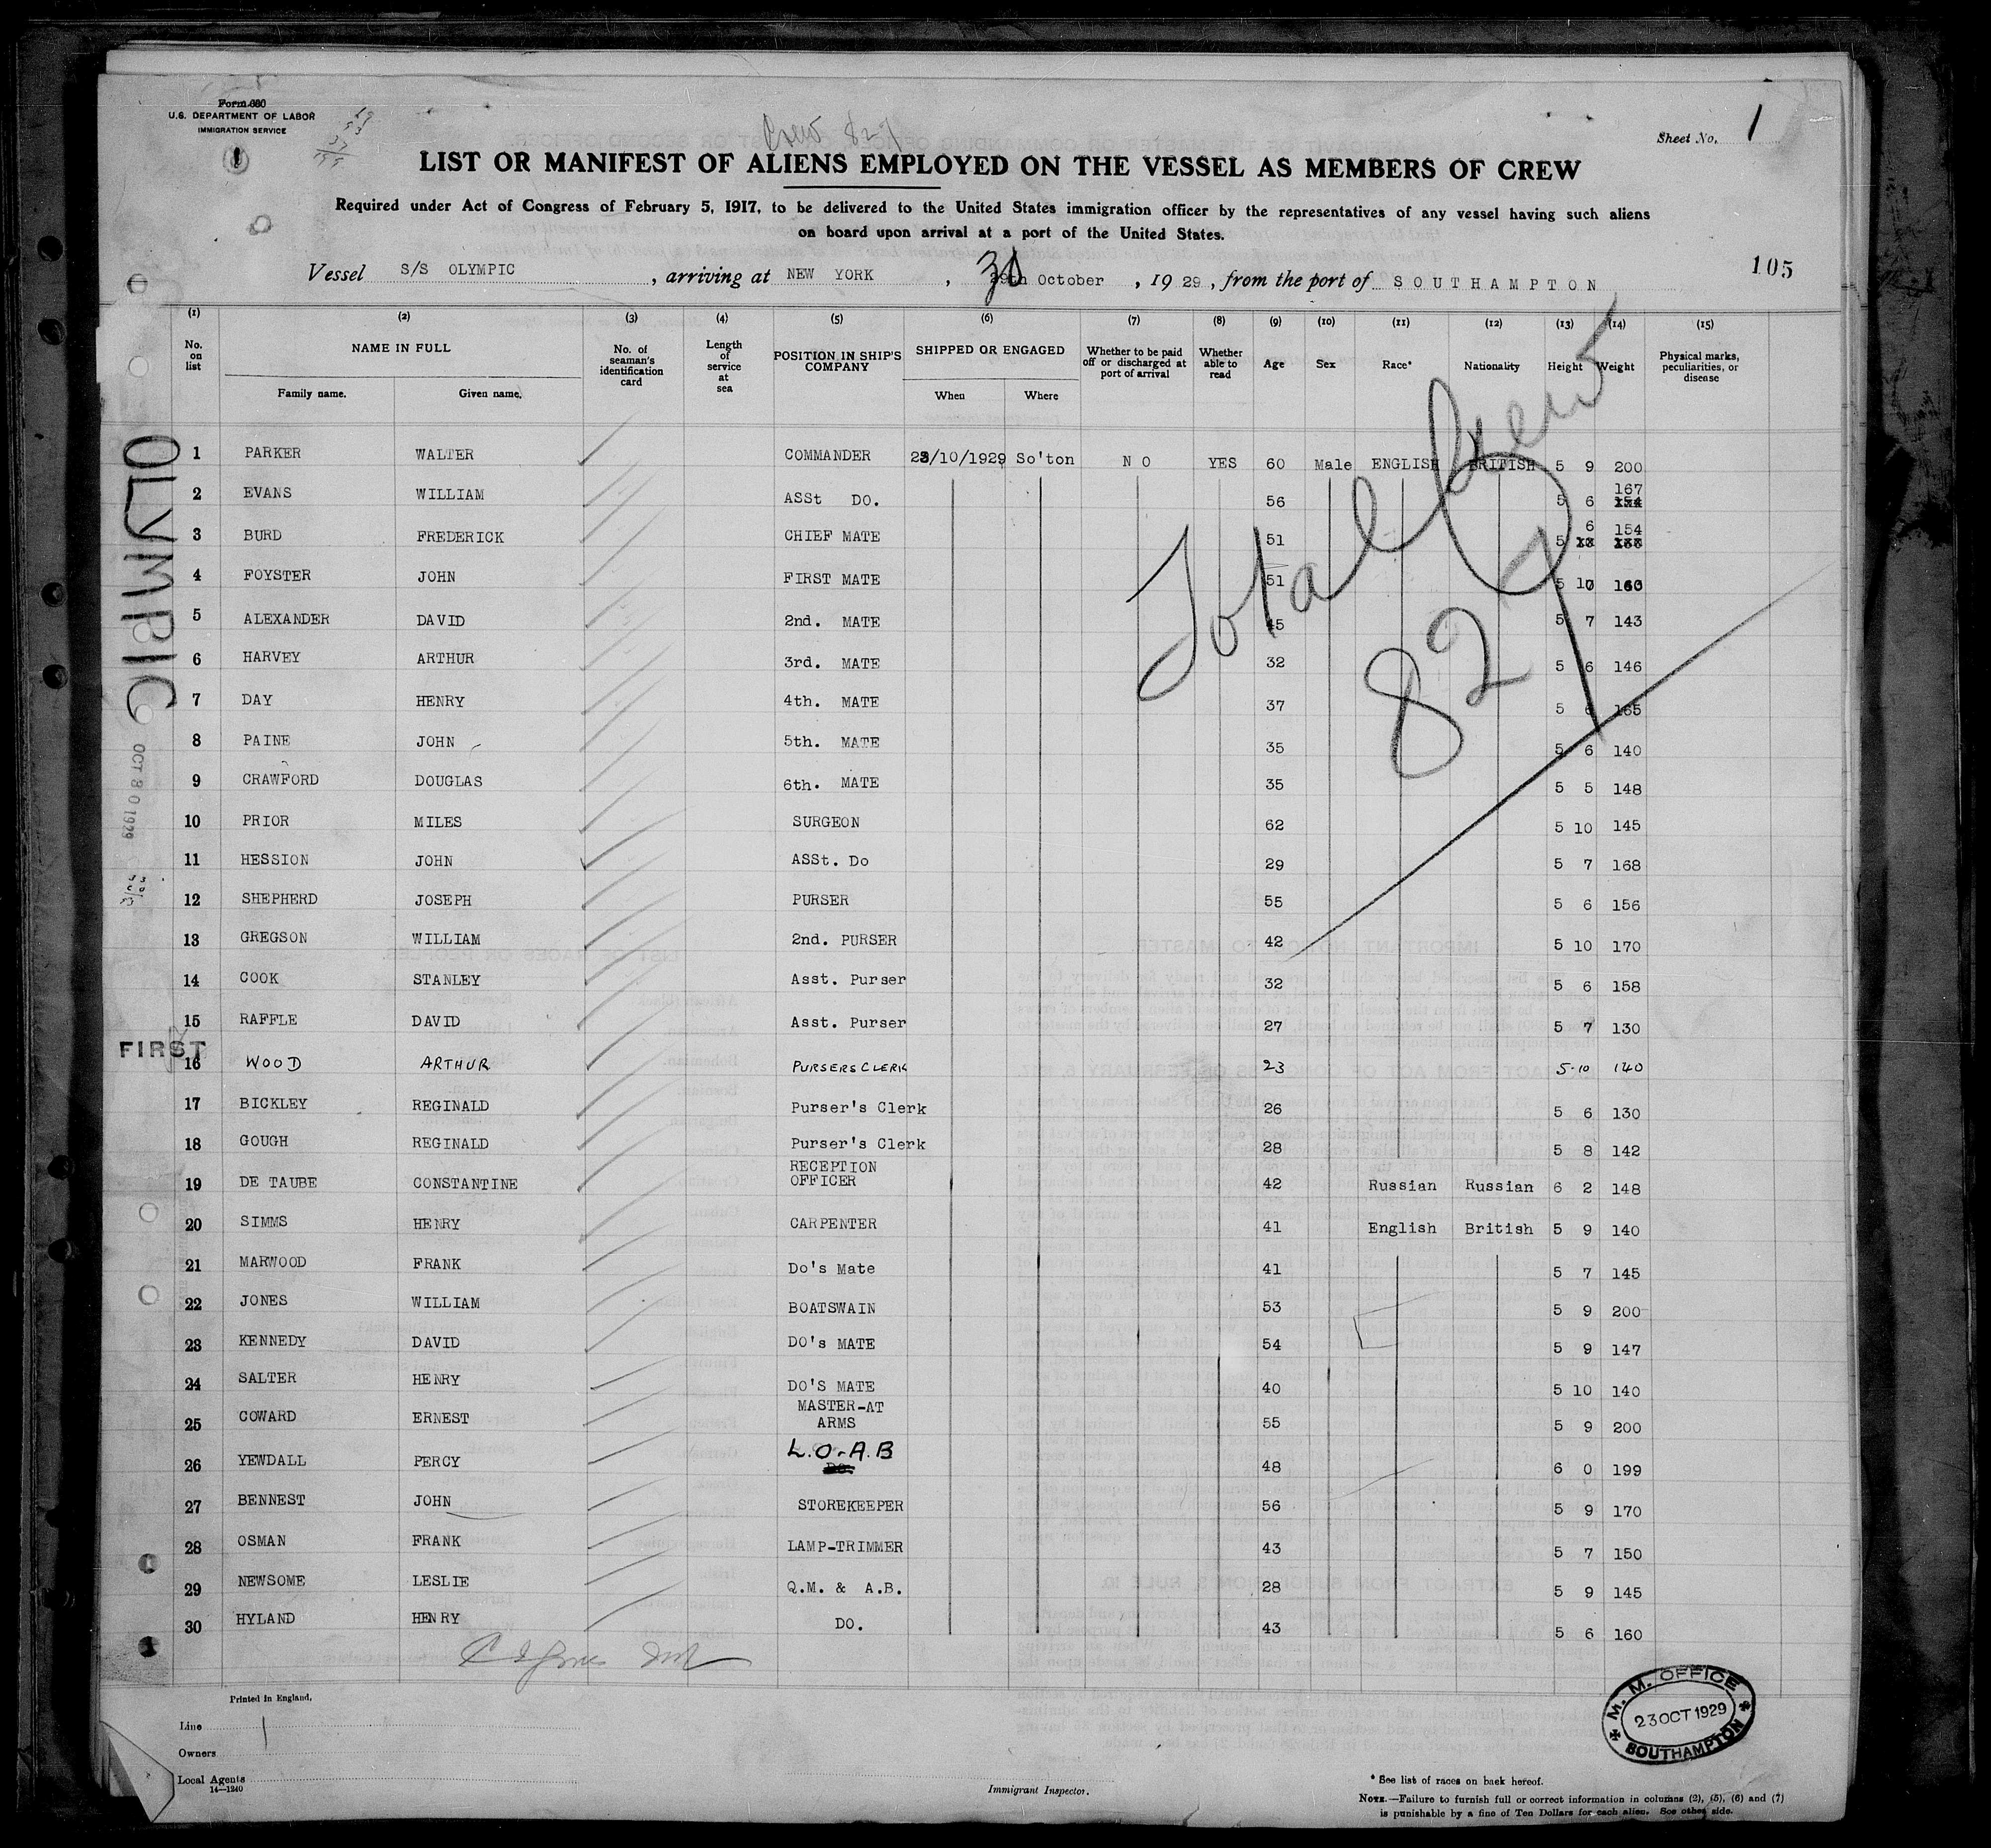 Form 680
U.S. DEPARTMENT OF LABOR
IMMIGRATION SERVICE
1
Crew 827
Sheet No. 1
LIST OR MANIFEST OF ALIENS EMPLOYED ON THE VESSEL AS MEMBERS OF CREW
Required under Act of Congress of February 5, 1917, to be delivered to the United States immigration officer by the representatives of any vessel having such aliens
on board upon arrival at a port of the United States.
105
Vessel S/S OLYMPIC , arriving at NEW YORK , 30 October , 1929 , from the port of SOUTHAMPTON
(1) (2) (3) (4) (5) (6) (7) (8) (9) (10) (11) (12) (13) (14) (15)
No. on list NAME IN FULL Family name. Given name. No. of seaman's identification card Length of service at sea POSITION IN SHIP'S COMPANY SHIPPED OR ENGAGED When Where Whether to be paid off or discharged at port of arrival Whether able to read Age Sex Race* Nationality Height Weight Physical marks, peculiarities, or disease
Total Crew
827
OLYMPIC
OCT 30 1929
FIRST
1 PARKER WALTER COMMANDER 23/10/1929 So'ton NO YES 60 Male ENGLISH BRITISH 5 9 200
2 EVANS WILLIAM ASSt DO. 56 5 6 167
3 BURD FREDERICK CHIEF MATE 51 5 6 154
4 FOYSTER JOHN FIRST MATE 51 5 160
5 ALEXANDER DAVID 2nd. MATE 45 5 7 143
6 HARVEY ARTHUR 3rd. MATE 32 5 6 146
7 DAY HENRY 4th. MATE 37 5 6 165
8 PAINE JOHN 5th. MATE 35 5 6 140
9 CRAWFORD DOUGLAS 6th. MATE 35 5 5 148
10 PRIOR MILES SURGEON 62 5 10 145
11 HESSION JOHN ASSt. Do 29 5 7 168
12 SHEPHERD JOSEPH PURSER 55 5 6 156
13 GREGSON WILLIAM 2nd. PURSER 42 5 10 170
14 COOK STANLEY Asst. Purser 32 5 6 158
15 RAFFLE DAVID Asst. Purser 27 5 7 130
16 WOOD ARTHUR PURSERS CLERK 23 5·10 140
17 BICKLEY REGINALD Purser's Clerk 26 5 6 130
18 GOUGH REGINALD Purser's Clerk 28 5 8 142
19 DE TAUBE CONSTANTINE RECEPTION OFFICER 42 Russian Russian 6 2 148
20 SIMMS HENRY CARPENTER 41 English British 5 9 140
21 MARWOOD FRANK Do's Mate 41 5 7 145
22 JONES WILLIAM BOATSWAIN 53 5 9 200
23 KENNEDY DAVID DO's MATE 54 5 9 147
24 SALTER HENRY DO'S MATE 40 5 10 140
25 COWARD ERNEST MASTER-AT ARMS 55 5 9 200
26 YEWDALL PERCY L.O.A.B 48 6 0 199
27 BENNEST JOHN STOREKEEPER 56 5 9 170
28 OSMAN FRANK LAMP-TRIMMER 43 5 7 150
29 NEWSOME LESLIE Q.M. & A.B. 28 5 9 145
30 HYLAND HENRY DO. 43 5 6 160
M. M. OFFICE
23 OCT 1929
SOUTHAMPTON
Printed in England.
Line
Owners
Local Agents
14—1240
Immigrant Inspector.
* See list of races on back hereof.
NOTE.—Failure to furnish full or correct information in columns (2), (5), (6) and (7)
is punishable by a fine of Ten Dollars for each alien. See other side.